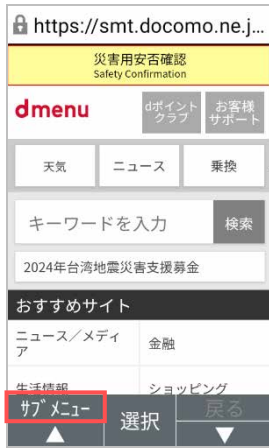 https://smt.docomo.ne.j...
災害用安否確認
Safety Confirmation
dmenu
dポイント
クラブ
お客様
サポート
天気
ニュース
乗換
キーワードを入力
検索
2024年台湾地震災害支援募金
おすすめサイト
ニュース／メディ
ア
金融
生活情報
ショッピング
ｻﾌﾞﾒﾆｭｰ
選択
戻る